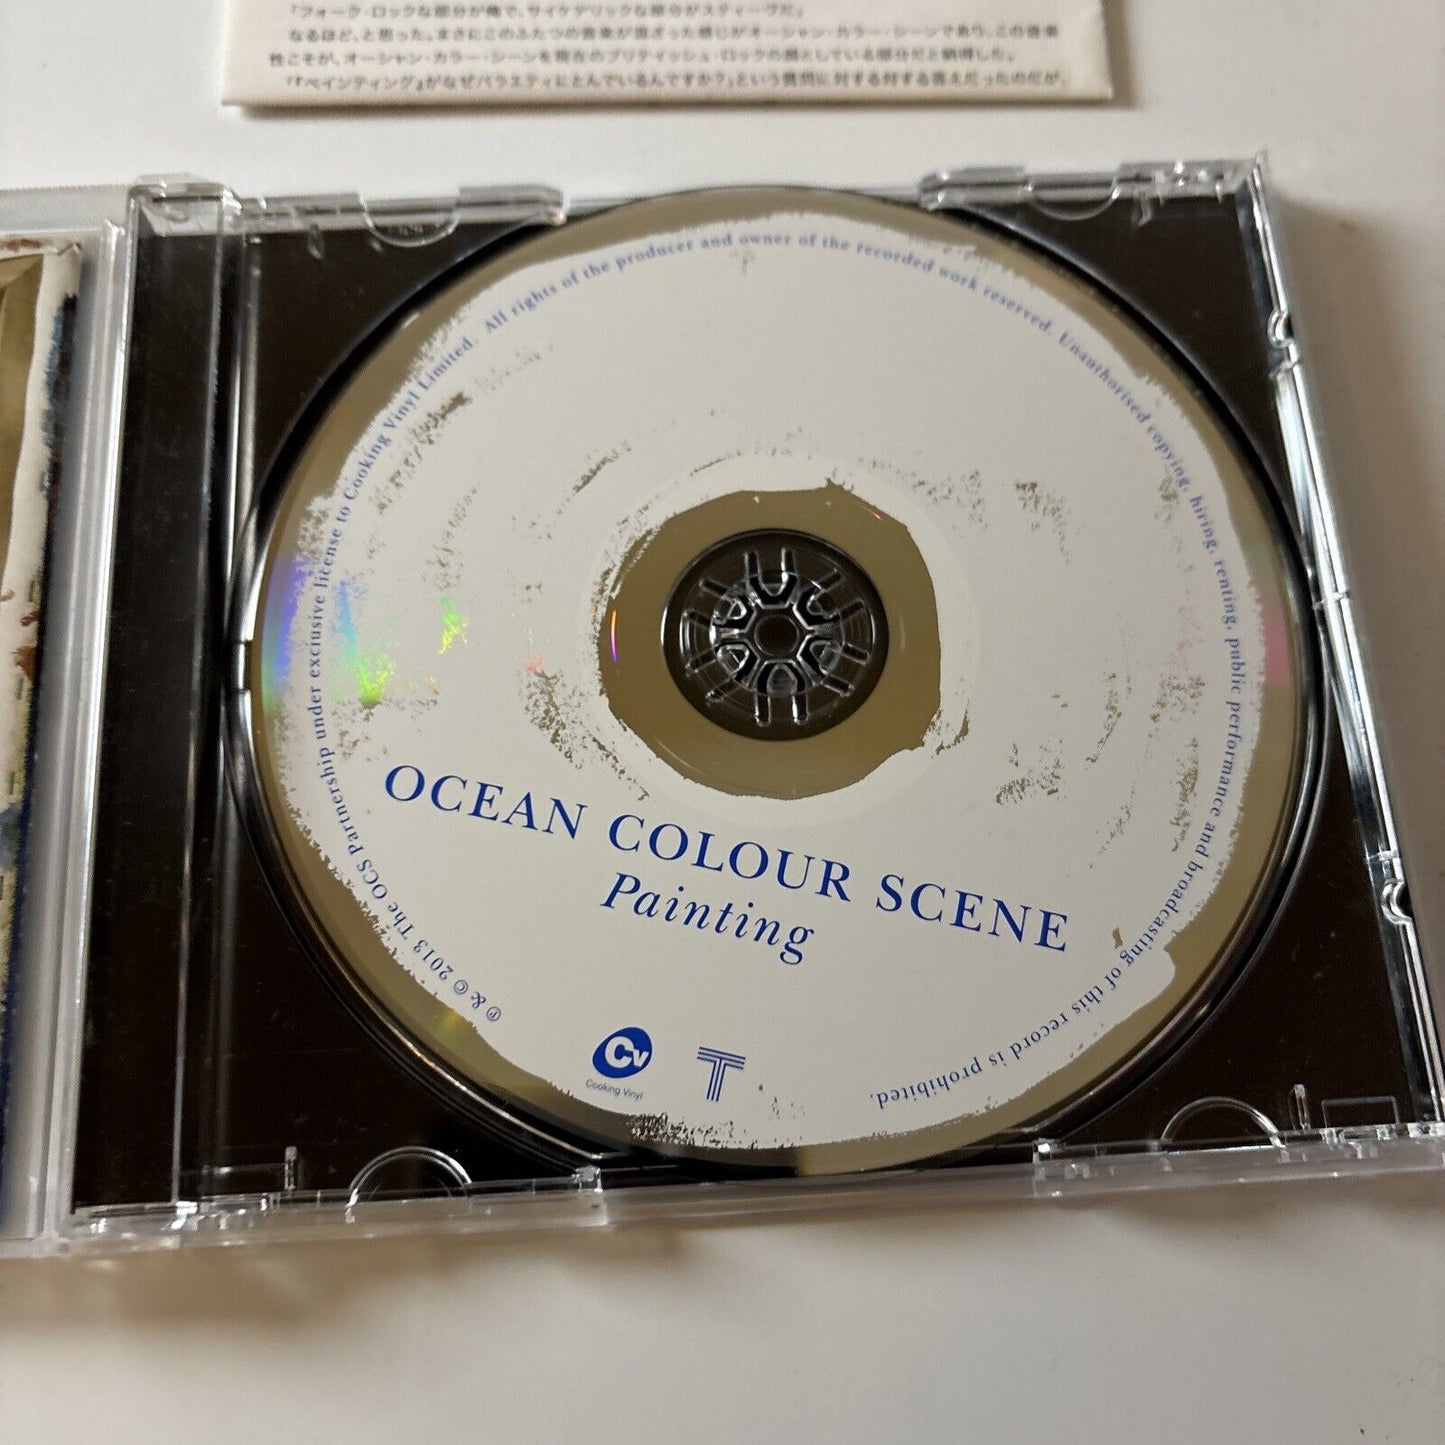 「フォーク・ロックな部分が俺で、サイケデリックな部分がスティーヴだ」
なるほど、と思った。まさにこのふたつの音楽が混ざった感じがオーシャン・カラー・シーンであり、この音楽
性こそが、オーシャン・カラー・シーンを現在のブリティッシュ・ロックの顔としている部分だと納得した。
「『ペインティング』がなぜバラエティにとんでいるんですか?」という質問に対する対する答えだったのだが、
℗ & © 2013 The OCS Partnership under exclusive license to Cooking Vinyl Limited. All rights of the producer and owner of the recorded work reserved. Unauthorised copying, hiring, renting, public performance and broadcasting of this record is prohibited.
OCEAN COLOUR SCENE
Painting
Cv
Cooking Vinyl
T